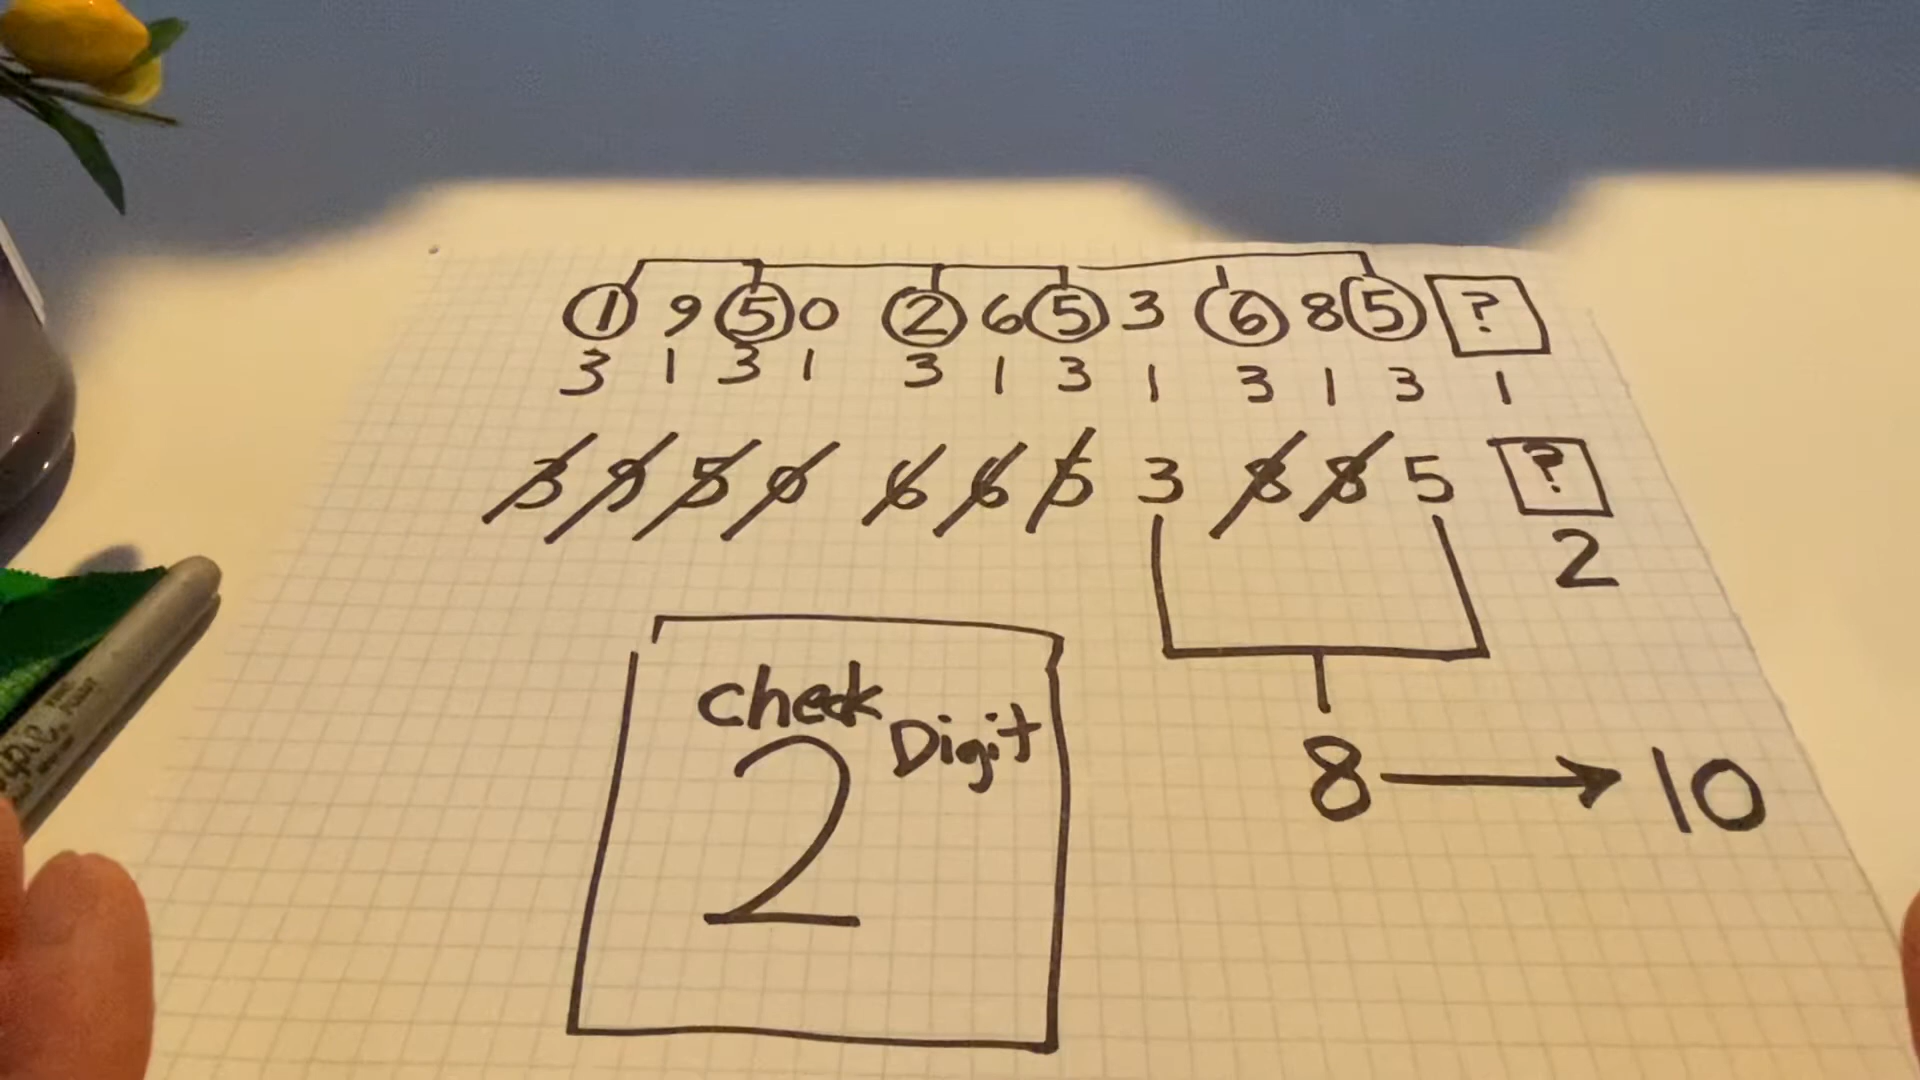 1 9 5 0 2 6 5 3 6 8 5 ?
3 1 3 1 3 1 3 1 3 1 3 1
3 9 5 0 6 6 5 3 8 8 5 ?
2
Check Digit
2
8 → 10